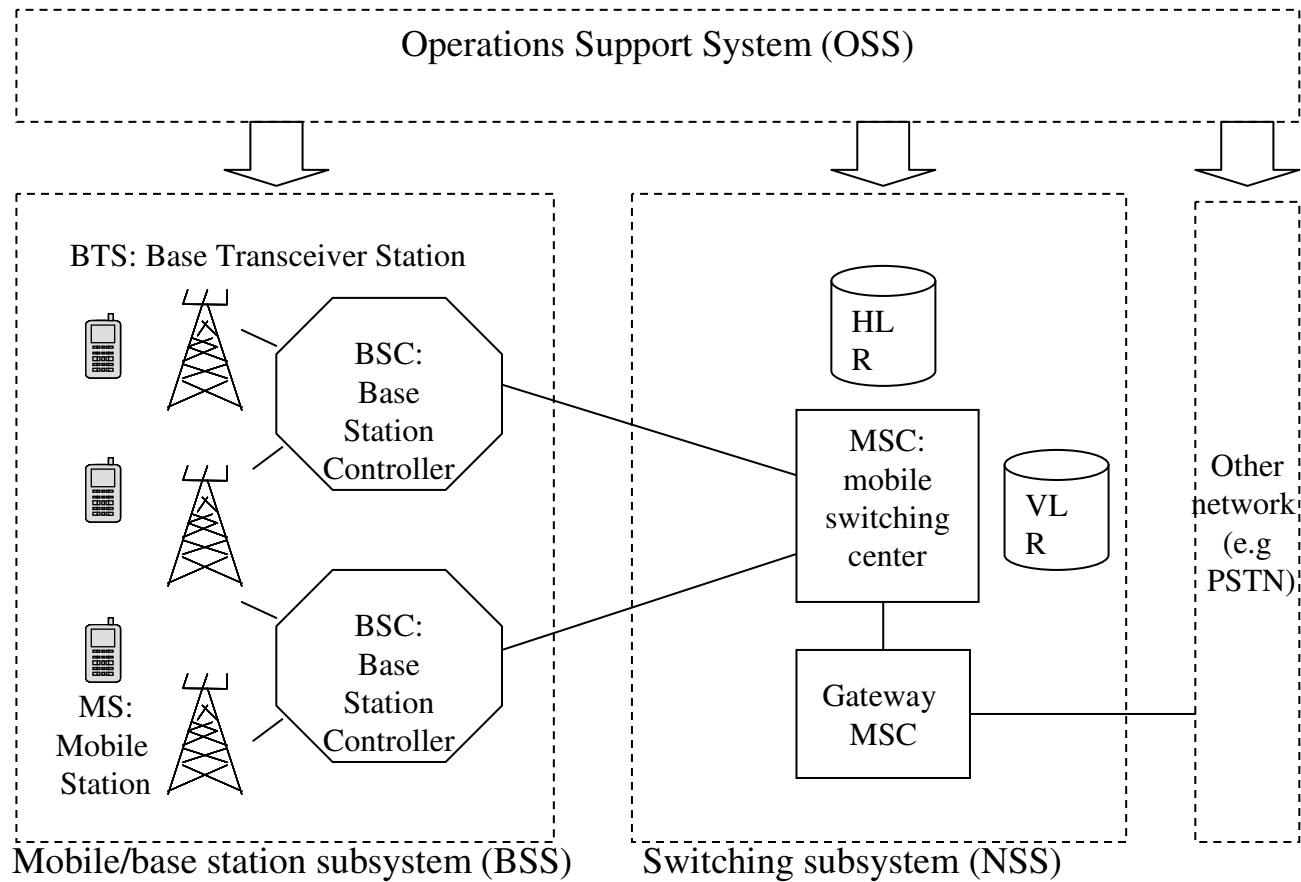 Operations Support System (OSS)
BTS: Base Transceiver Station
BSC:
Base
Station
Controller
BSC:
Base
Station
Controller
MS:
Mobile
Station
Mobile/base station subsystem (BSS)
HL
R
MSC:
mobile
switching
center
VL
R
Gateway
MSC
Switching subsystem (NSS)
Other
network
(e.g
PSTN)